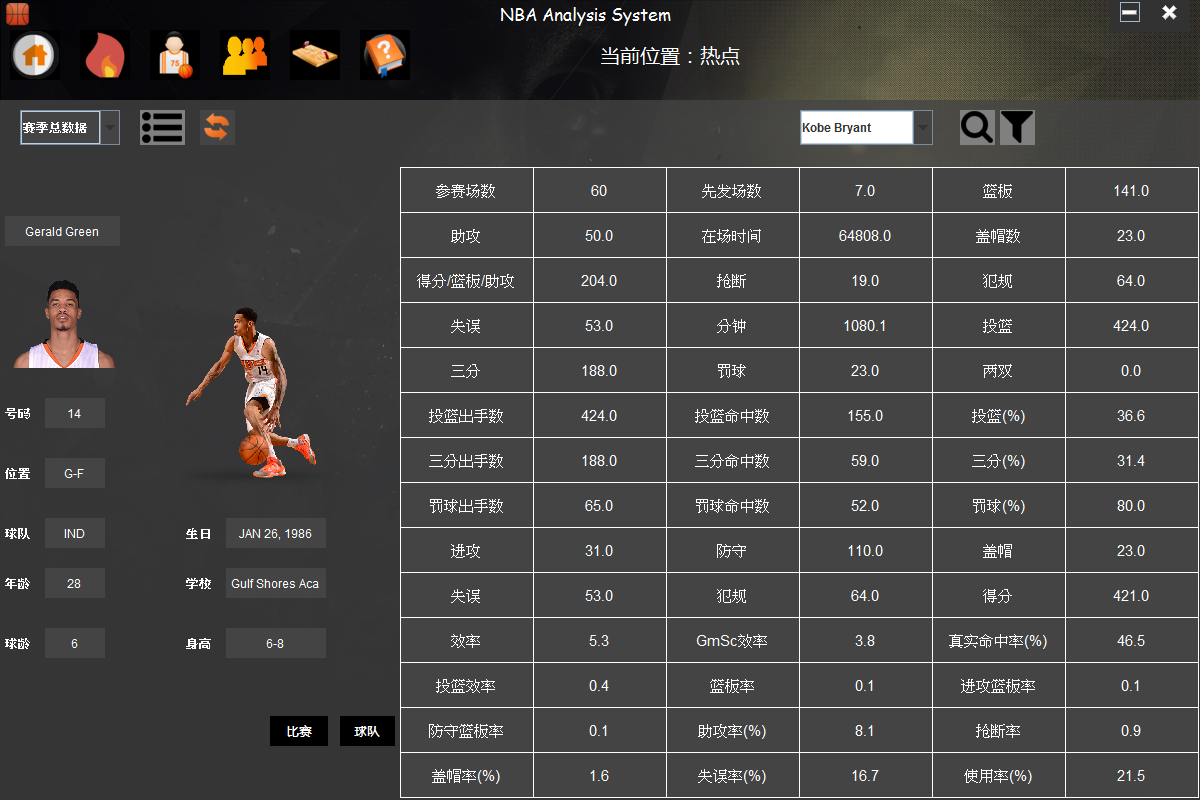 NBA Analysis System
当前位置：热点
75
赛季总数据
Kobe Bryant
Gerald Green
14
号码 14
位置 G-F
球队 IND 生日 JAN 26, 1986
年龄 28 学校 Gulf Shores Aca
球龄 6 身高 6-8
比赛 球队
参赛场数 60 先发场数 7.0 篮板 141.0
助攻 50.0 在场时间 64808.0 盖帽数 23.0
得分/篮板/助攻 204.0 抢断 19.0 犯规 64.0
失误 53.0 分钟 1080.1 投篮 424.0
三分 188.0 罚球 23.0 两双 0.0
投篮出手数 424.0 投篮命中数 155.0 投篮(%) 36.6
三分出手数 188.0 三分命中数 59.0 三分(%) 31.4
罚球出手数 65.0 罚球命中数 52.0 罚球(%) 80.0
进攻 31.0 防守 110.0 盖帽 23.0
失误 53.0 犯规 64.0 得分 421.0
效率 5.3 GmSc效率 3.8 真实命中率(%) 46.5
投篮效率 0.4 篮板率 0.1 进攻篮板率 0.1
防守篮板率 0.1 助攻率(%) 8.1 抢断率 0.9
盖帽率(%) 1.6 失误率(%) 16.7 使用率(%) 21.5